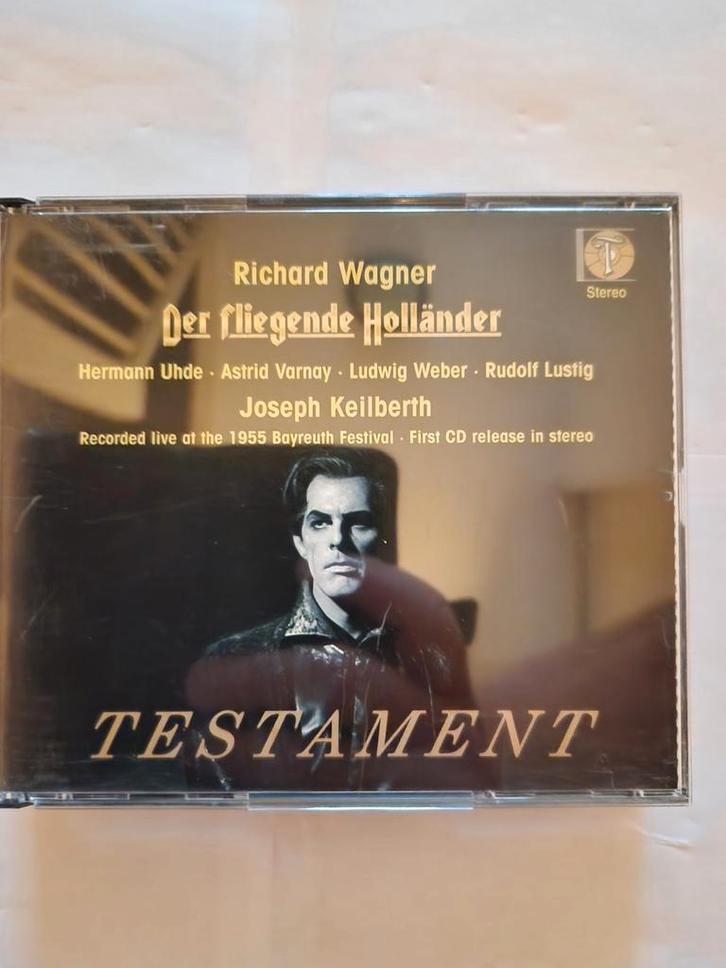 Richard Wagner
Stereo
Der fliegende Holländer
Hermann Uhde · Astrid Varnay · Ludwig Weber · Rudolf Lustig
Joseph Keilberth
Recorded live at the 1955 Bayreuth Festival · First CD release in stereo
TESTAMENT